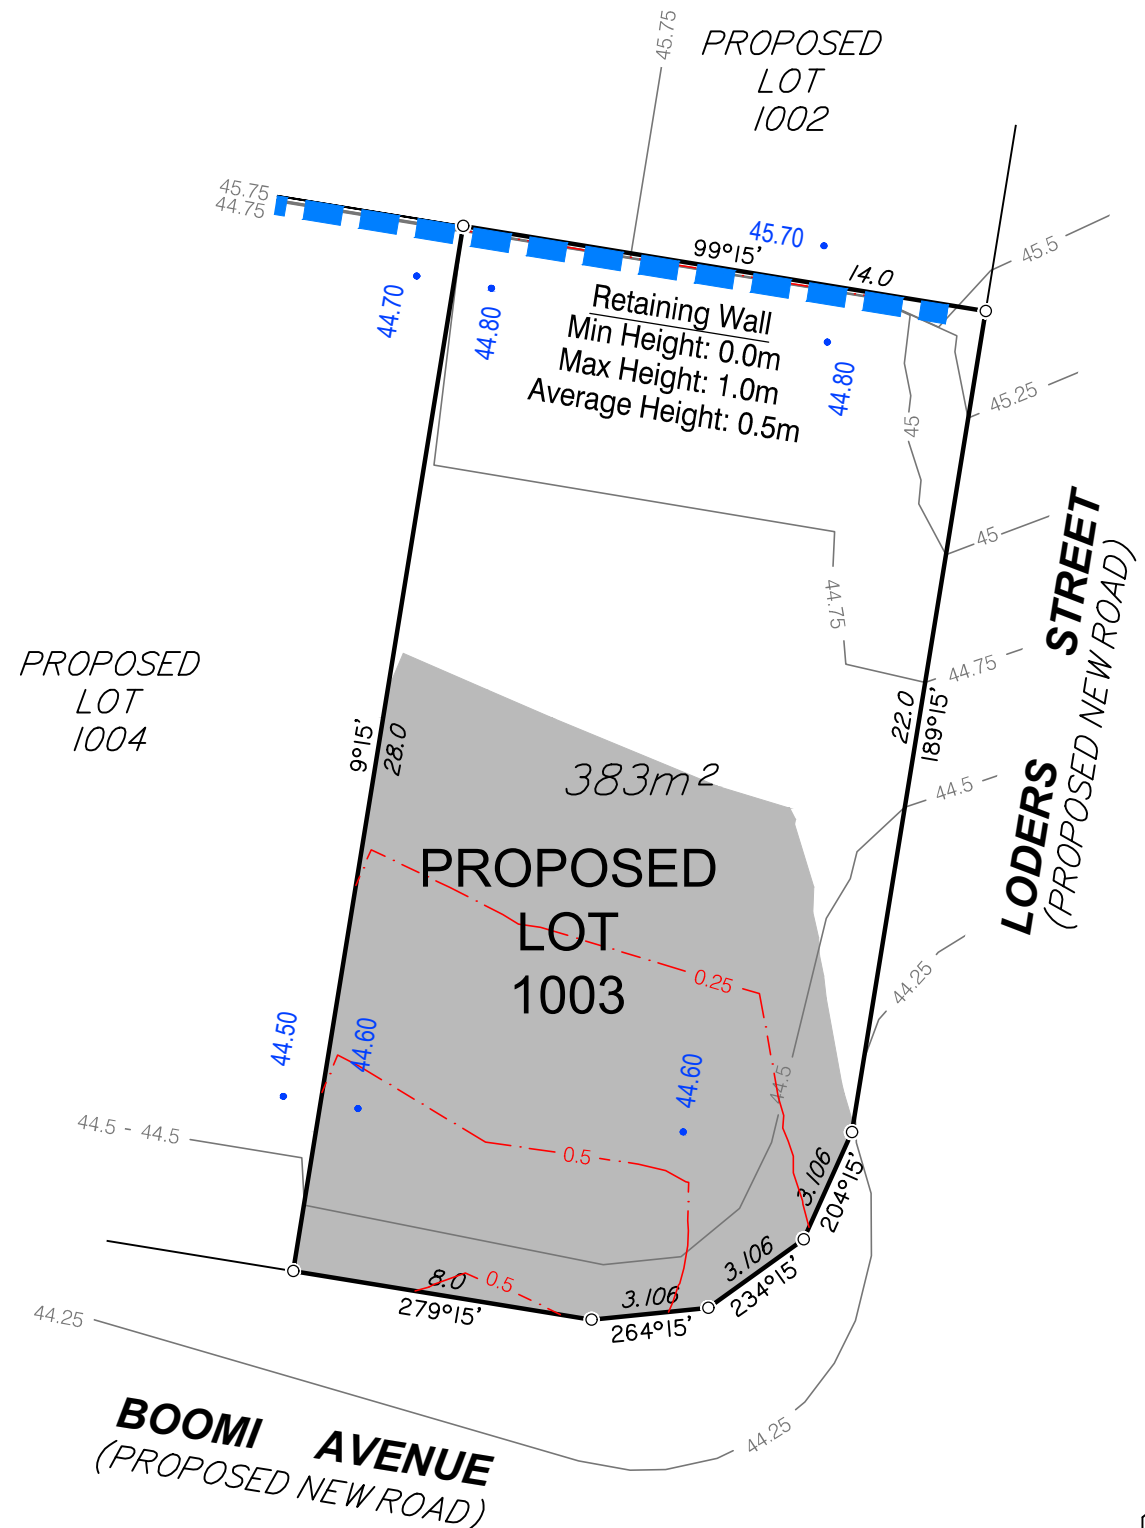 45.75
PROPOSED
LOT
1002
45.75
44.75
45.70
99°15'
14.0
45.5
44.70
44.80
Retaining Wall
Min Height: 0.0m
Max Height: 1.0m
Average Height: 0.5m
44.80
45.25
45
45
STREET
LODERS
(PROPOSED NEW ROAD)
44.75
44.75
PROPOSED
LOT
1004
9°15'
28.0
22.0
189°15'
383m²
44.5
PROPOSED
LOT
1003
0.25
44.25
44.50
44.60
44.60
44.5
44.5 - 44.5
0.5
3.106
204°15'
3.106
234°15'
8.0
279°15'
0.5
3.106
264°15'
44.25
44.25
BOOMI AVENUE
(PROPOSED NEW ROAD)